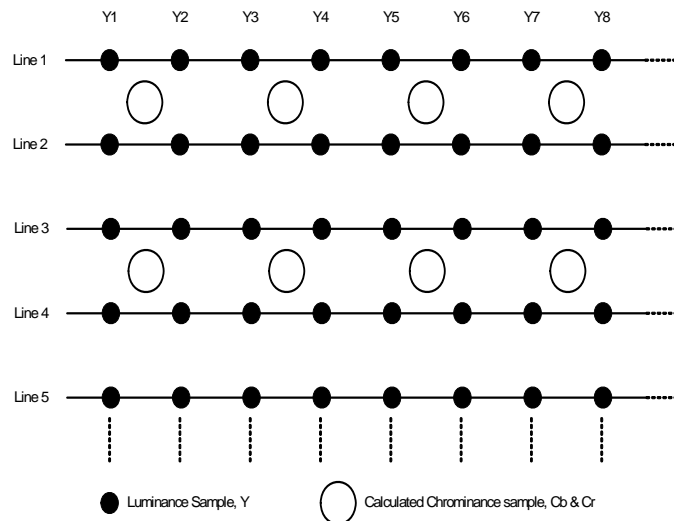 Y1 Y2 Y3 Y4 Y5 Y6 Y7 Y8
Line 1
Line 2
Line 3
Line 4
Line 5
Luminance Sample, Y Calculated Chrominance sample, Cb & Cr